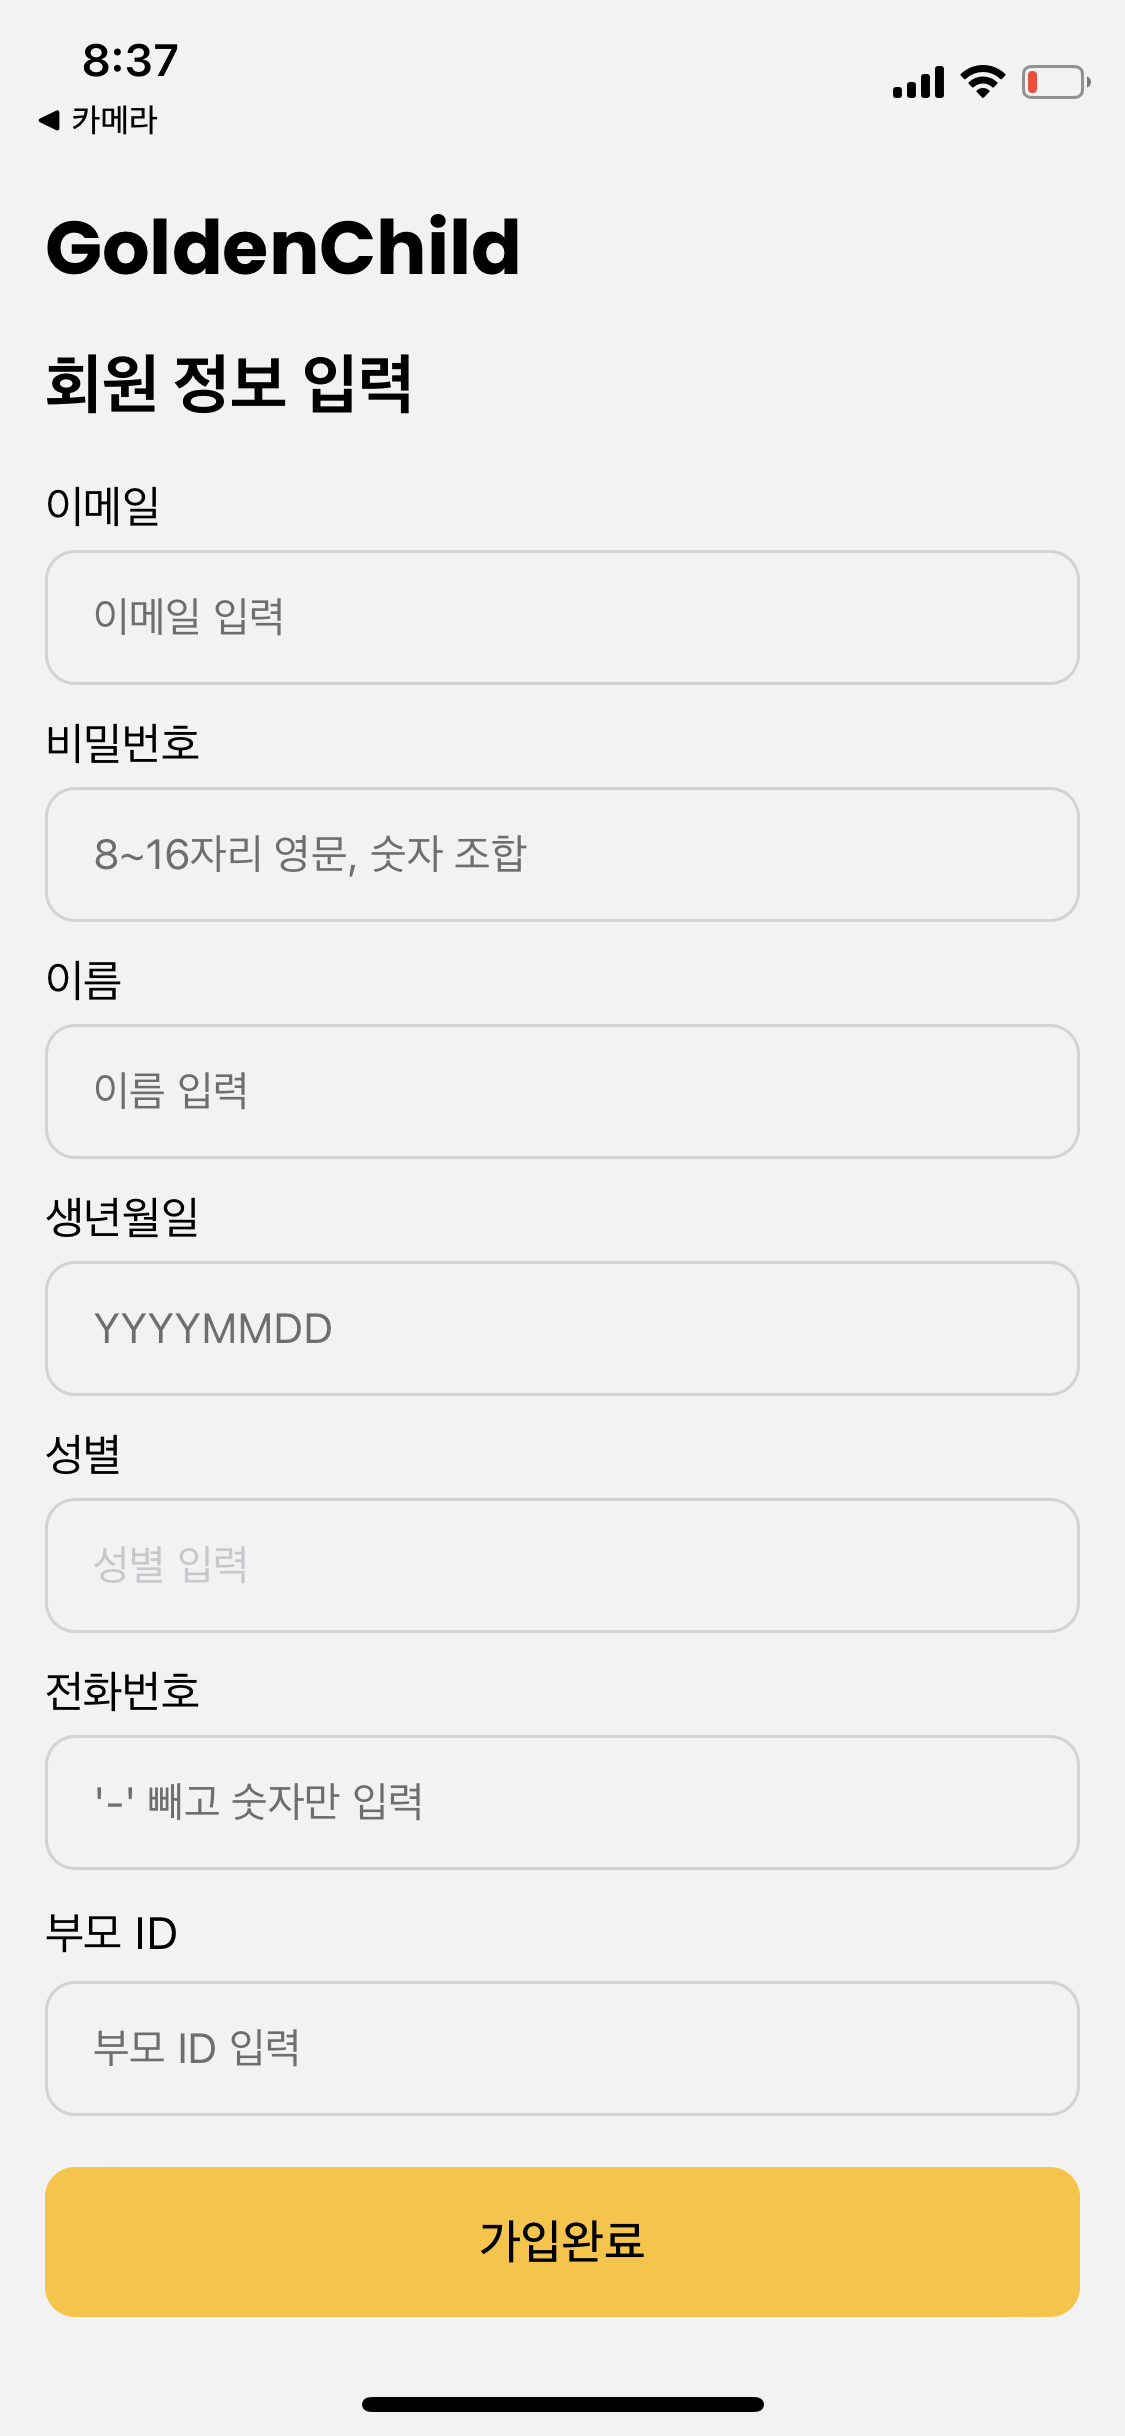 8:37
◀ 카메라
GoldenChild
회원 정보 입력
이메일
이메일 입력
비밀번호
8~16자리 영문, 숫자 조합
이름
이름 입력
생년월일
YYYYMMDD
성별
성별 입력
전화번호
'-' 빼고 숫자만 입력
부모 ID
부모 ID 입력
가입완료